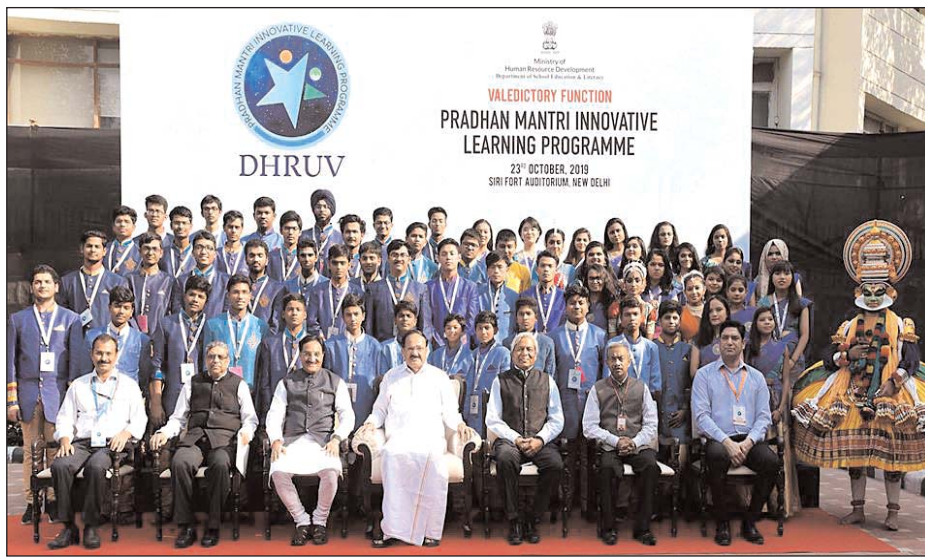 PRADHAN MANTRI INNOVATIVE LEARNING PROGRAMME
DHRUV
Ministry of
Human Resource Development
Department of School Education & Literacy
VALEDICTORY FUNCTION
PRADHAN MANTRI INNOVATIVE
LEARNING PROGRAMME
23RD OCTOBER, 2019
SIRI FORT AUDITORIUM, NEW DELHI